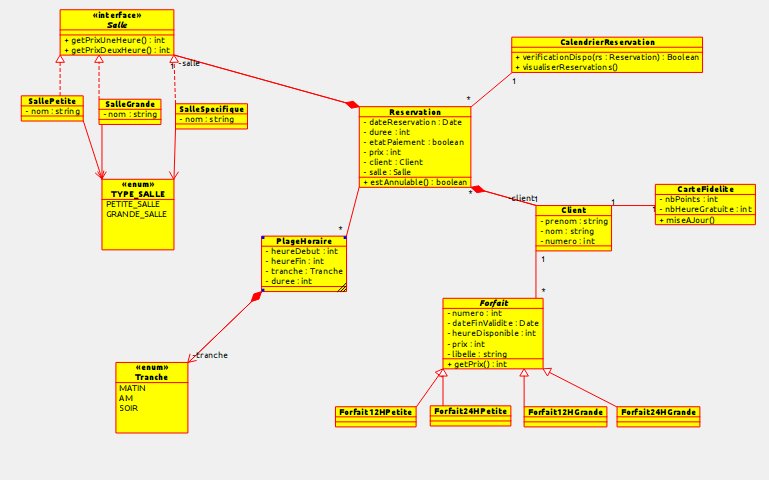 «interface»
Salle
+ getPrixUneHeure() : int
+ getPrixDeuxHeure() : int
1
-salle
SallePetite
- nom : string
SalleGrande
- nom : string
SalleSpecifique
- nom : string
«enum»
TYPE_SALLE
PETITE_SALLE
GRANDE_SALLE
CalendrierReservation
+ verificationDispo(rs : Reservation) : Boolean
+ visualiserReservations()
1
*
Reservation
- dateReservation : Date
- duree : int
- etatPaiement : boolean
- prix : int
- client : Client
- salle : Salle
+ estAnnulable() : boolean
*
-client
1
Client
- prenom : string
- nom : string
- numero : int
1
1
CarteFidelite
- nbPoints : int
- nbHeureGratuite : int
+ miseAJour()
*
PlageHoraire
- heureDebut : int
- heureFin : int
- tranche : Tranche
- duree : int
-tranche
«enum»
Tranche
MATIN
AM
SOIR
1
*
Forfait
- numero : int
- dateFinValidite : Date
- heureDisponible : int
- prix : int
- libelle : string
+ getPrix() : int
Forfait12HPetite
Forfait24HPetite
Forfait12HGrande
Forfait24HGrande